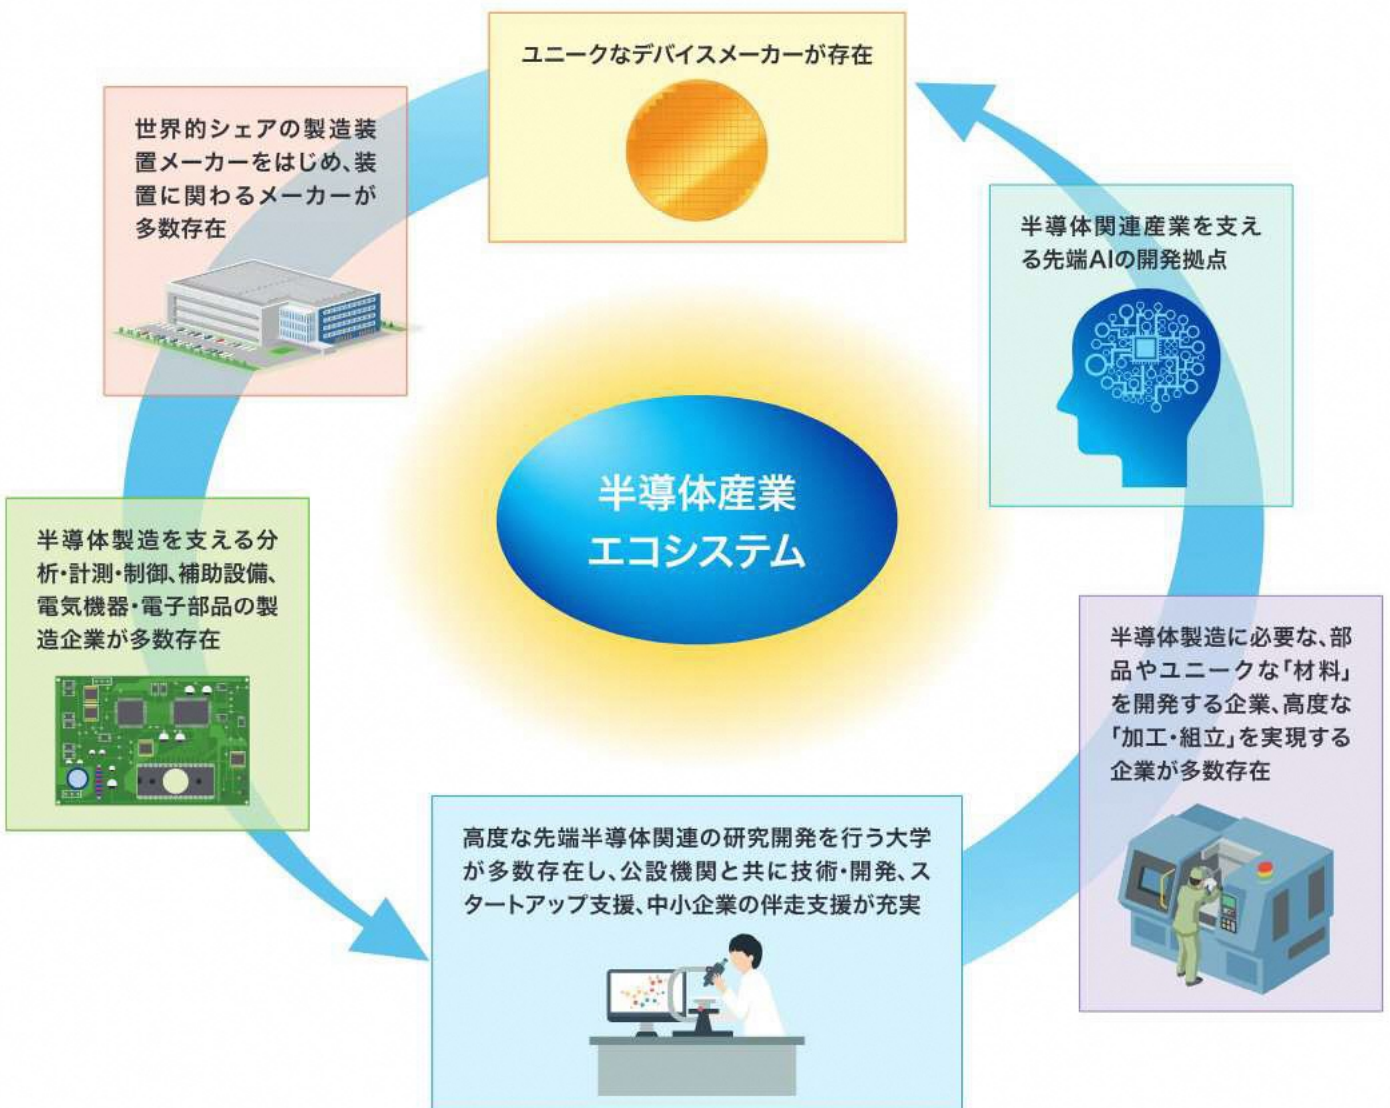 ユニークなデバイスメーカーが存在
世界的シェアの製造装
置メーカーをはじめ、装
置に関わるメーカーが
多数存在
半導体関連産業を支え
る先端AIの開発拠点
半導体産業
エコシステム
半導体製造を支える分
析・計測・制御、補助設備、
電気機器・電子部品の製
造企業が多数存在
半導体製造に必要な、部
品やユニークな「材料」
を開発する企業、高度な
「加工・組立」を実現する
企業が多数存在
高度な先端半導体関連の研究開発を行う大学
が多数存在し、公設機関と共に技術・開発、ス
タートアップ支援、中小企業の伴走支援が充実